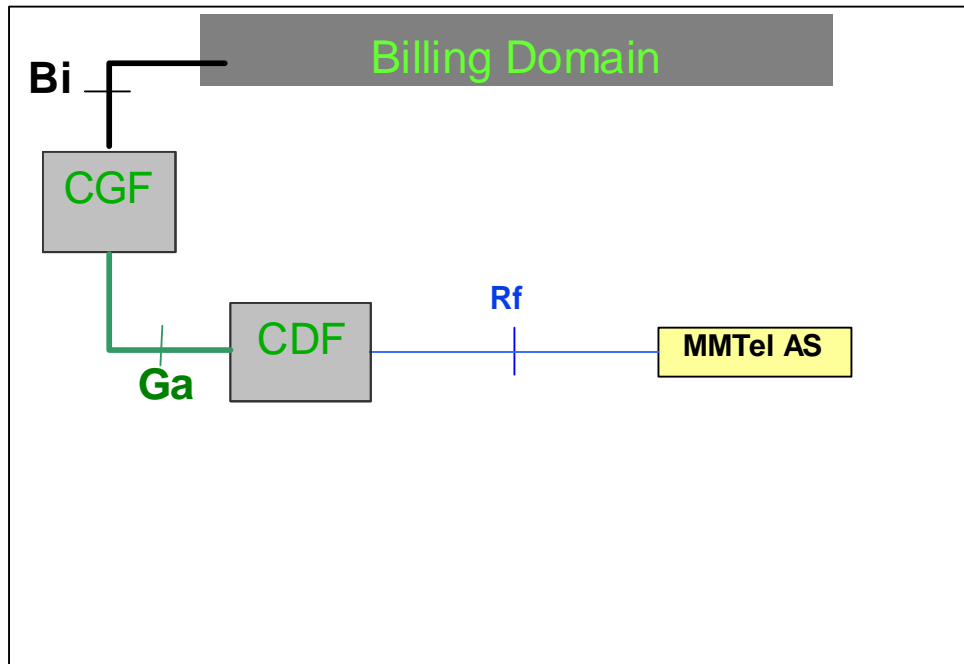 Billing Domain
Bi
CGF
Rf
CDF
MMTel AS
Ga